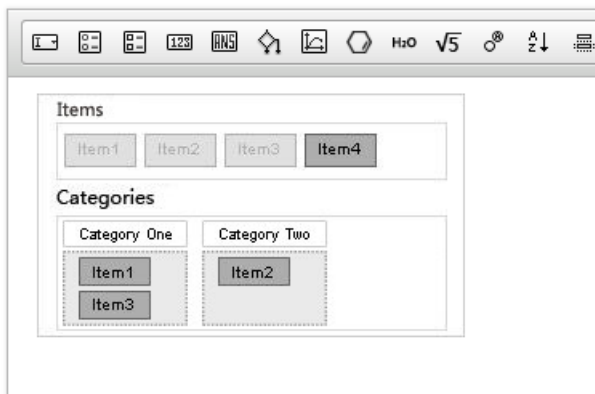 123 ANS H₂O √5 R A Z
Items
Item1 Item2 Item3 Item4
Categories
Category One Category Two
Item1 Item2
Item3